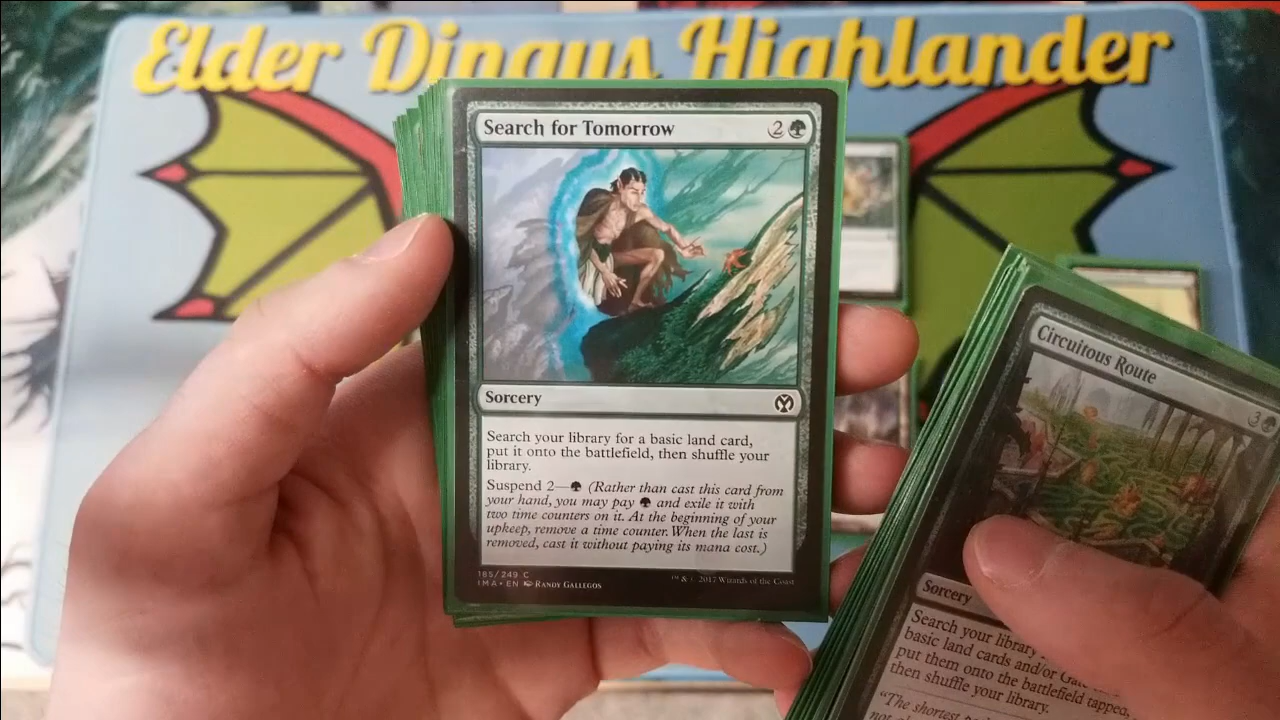 Elder Dingus Highlander
Search for Tomorrow 2
Sorcery
Search your library for a basic land card,
put it onto the battlefield, then shuffle your
library.
Suspend 2— (Rather than cast this card from
your hand, you may pay and exile it with
two time counters on it. At the beginning of your
upkeep, remove a time counter. When the last is
removed, cast it without paying its mana cost.)
185/249 C
IMA • EN RANDY GALLEGOS
™ & © 2017 Wizards of the Coast
Circuitous Route 3
Sorcery
Search your library
basic land cards and/or Gate
put them onto the battlefield tapped,
then shuffle your library.
"The shortest